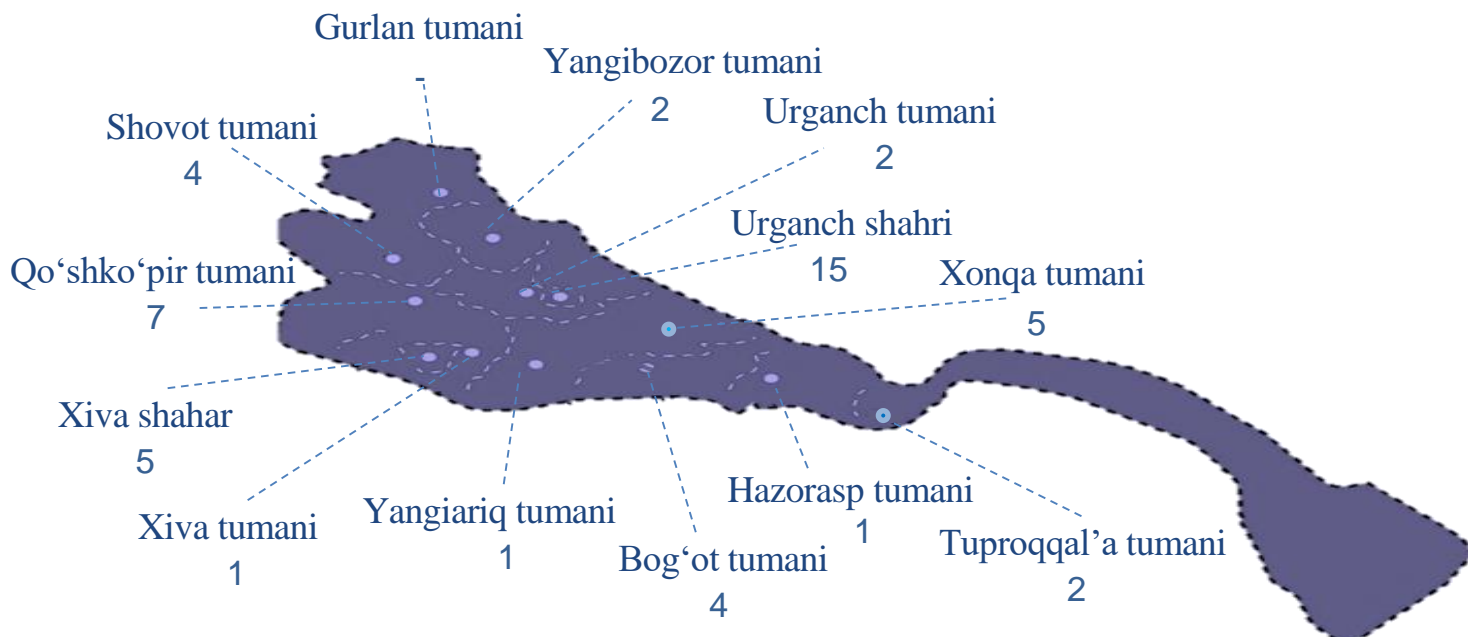 Gurlan tumani
-
Yangibozor tumani
2
Urganch tumani
2
Shovot tumani
4
Urganch shahri
15
Qo‘shko‘pir tumani
7
Xonqa tumani
5
Xiva shahar
5
Xiva tumani
1
Yangiariq tumani
1
Bog‘ot tumani
4
Hazorasp tumani
1
Tuproqqal’a tumani
2